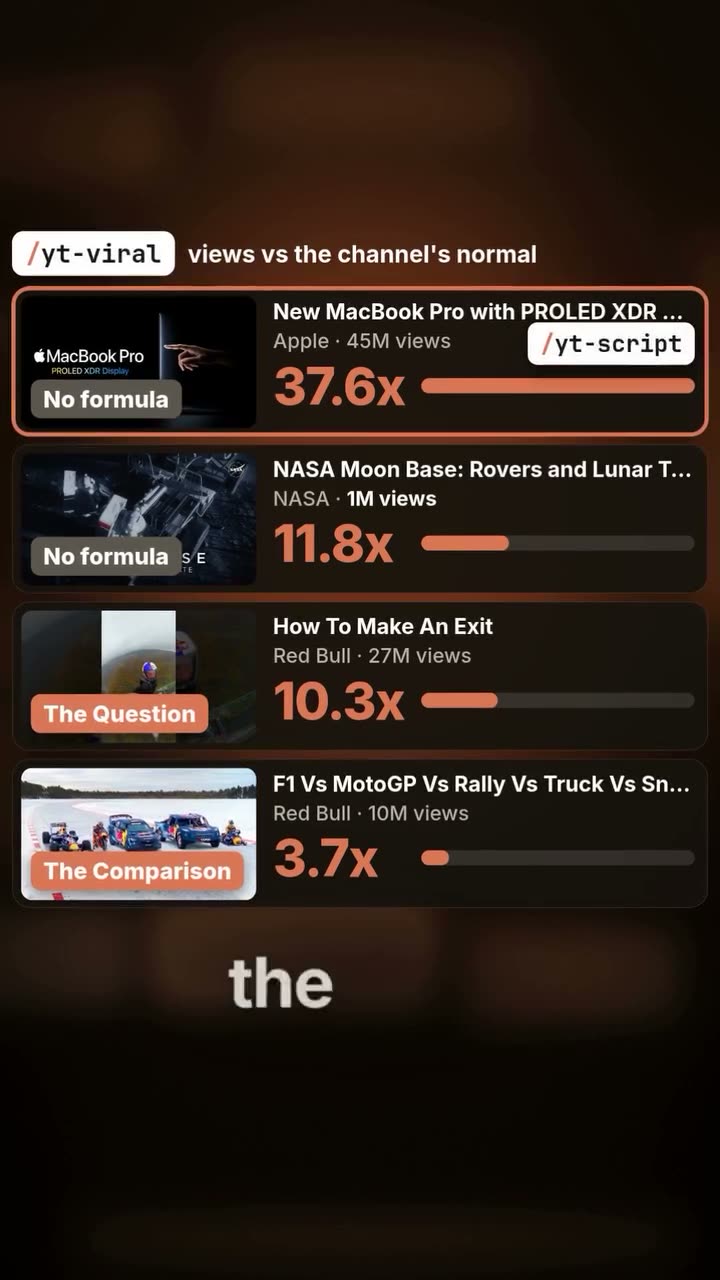 /yt-viral views vs the channel's normal
New MacBook Pro with PROLED XDR ...
Apple · 45M views
/yt-script
37.6x
MacBook Pro
PROLED XDR Display
No formula
NASA Moon Base: Rovers and Lunar T...
NASA · 1M views
11.8x
No formula
How To Make An Exit
Red Bull · 27M views
10.3x
The Question
F1 Vs MotoGP Vs Rally Vs Truck Vs Sn...
Red Bull · 10M views
3.7x
The Comparison
the